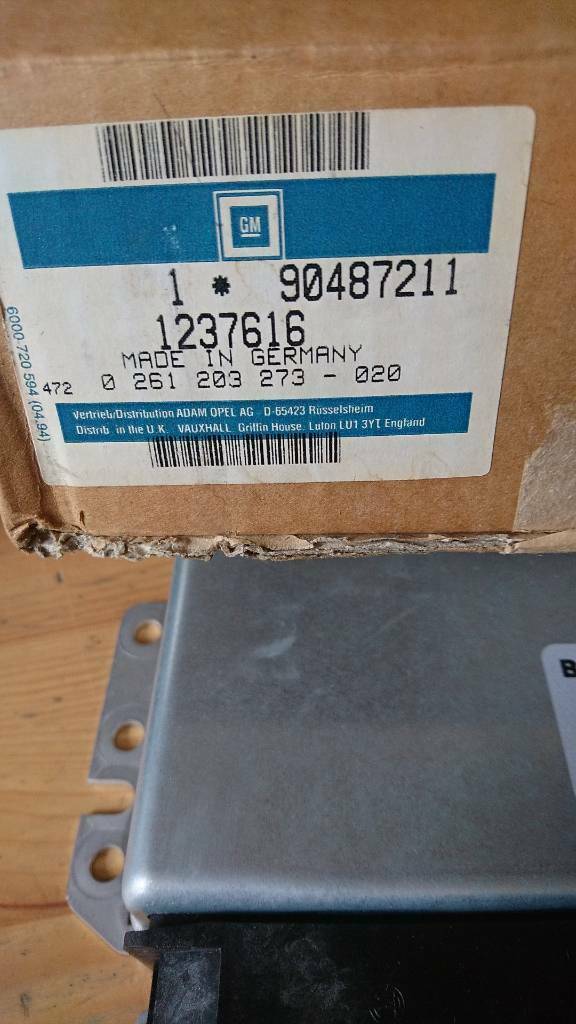 GM
1 * 90487211
1237616
MADE IN GERMANY
472 0 261 203 273 - 020
6000 720 594 (04.94)
Vertrieb/Distribution ADAM OPEL AG D-65423 Rüsselsheim
Distrib. in the U.K. VAUXHALL Griffin House, Luton LU1 3YT England
B